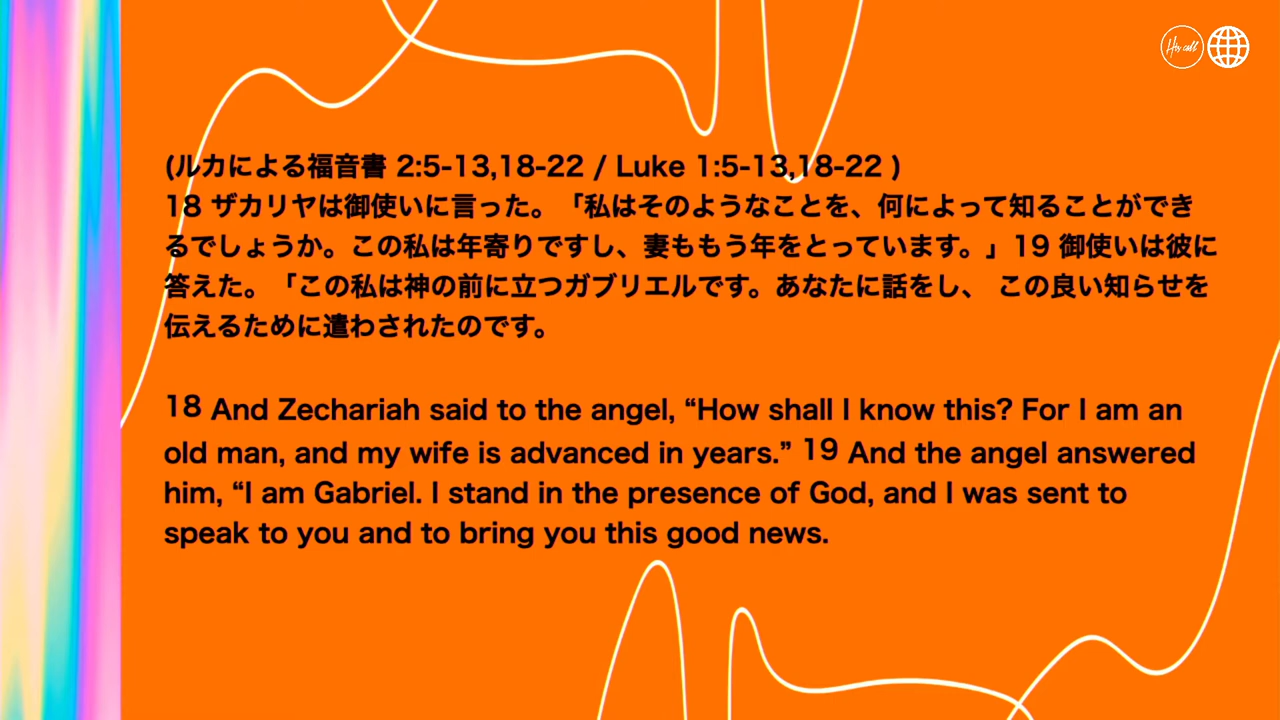 His call
(ルカによる福音書 2:5-13,18-22 / Luke 1:5-13,18-22 )
18 ザカリヤは御使いに言った。「私はそのようなことを、何によって知ることができ
るでしょうか。この私は年寄りですし、妻ももう年をとっています。」19 御使いは彼に
答えた。「この私は神の前に立つガブリエルです。あなたに話をし、 この良い知らせを
伝えるために遣わされたのです。
18 And Zechariah said to the angel, “How shall I know this? For I am an
old man, and my wife is advanced in years.” 19 And the angel answered
him, “I am Gabriel. I stand in the presence of God, and I was sent to
speak to you and to bring you this good news.